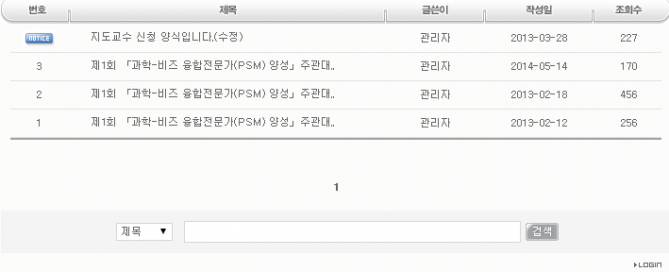 번호 제목 글쓴이 작성일 조회수
NOTICE 지도교수 신청 양식입니다.(수정) 관리자 2013-03-28 227
3 제1회 「과학-비즈 융합전문가(PSM) 양성」 주관대.. 관리자 2014-05-14 170
2 제1회 「과학-비즈 융합전문가(PSM) 양성」 주관대.. 관리자 2013-02-18 456
1 제1회 「과학-비즈 융합전문가(PSM) 양성」 주관대.. 관리자 2013-02-12 256
1
제목 검색
LOGIN